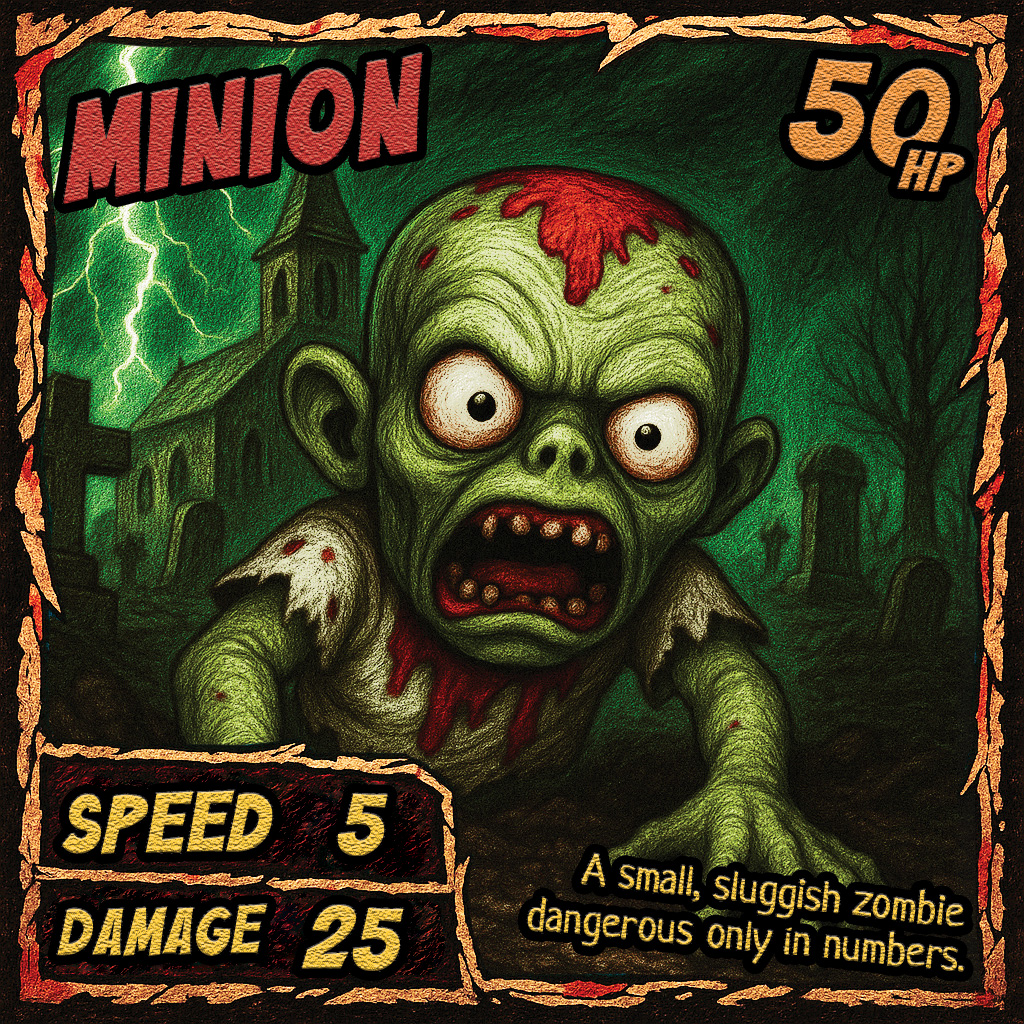 MINION
50
HP
SPEED 5
DAMAGE 25
A small, sluggish zombie
dangerous only in numbers.